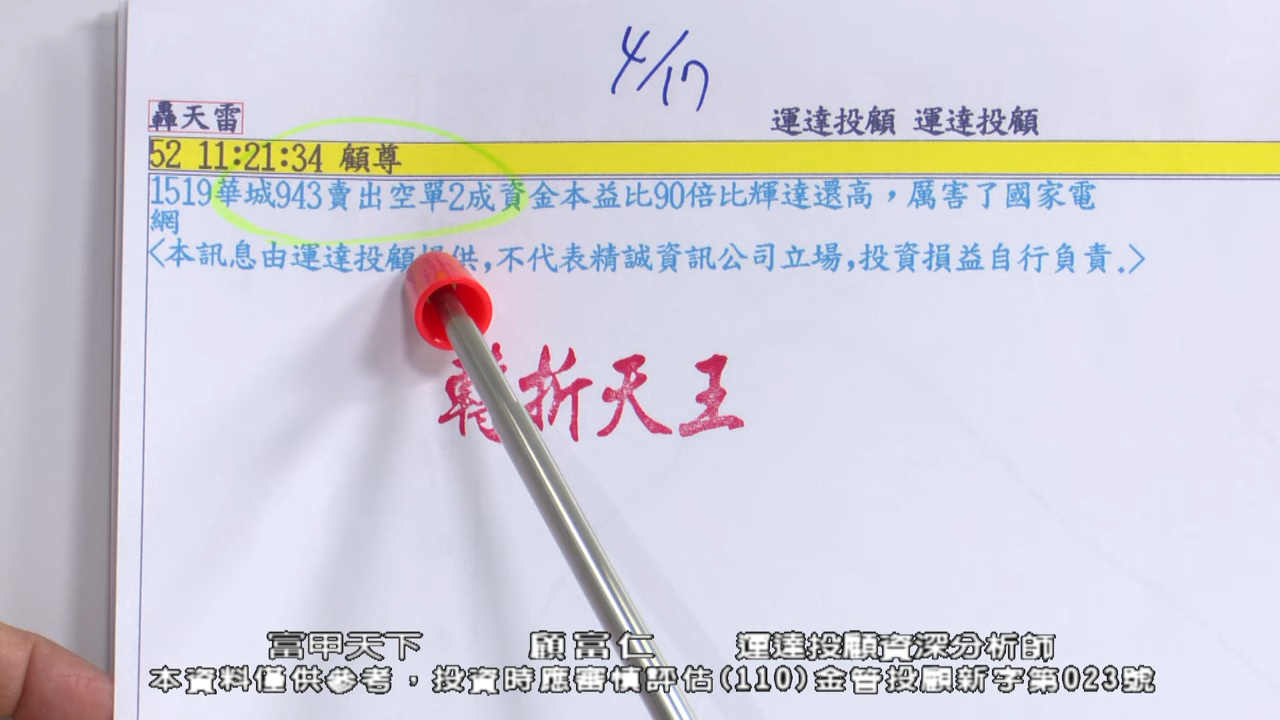 4/17
轟天雷 運達投顧 運達投顧
52 11:21:34 顧尊
1519華城943賣出空單2成資金本益比90倍比輝達還高，厲害了國家電
網
<本訊息由運達投顧提供,不代表精誠資訊公司立場,投資損益自行負責.>
轉折天王
富甲天下 顧富仁 運達投顧資深分析師
本資料僅供參考，投資時應審慎評估(110)金管投顧新字第023號